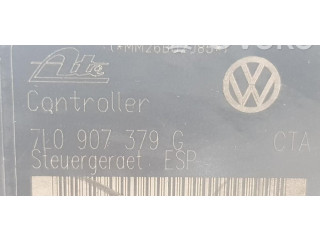 Ate
Controller
7L0 907 379 G CTA
Steuergeraet ESP